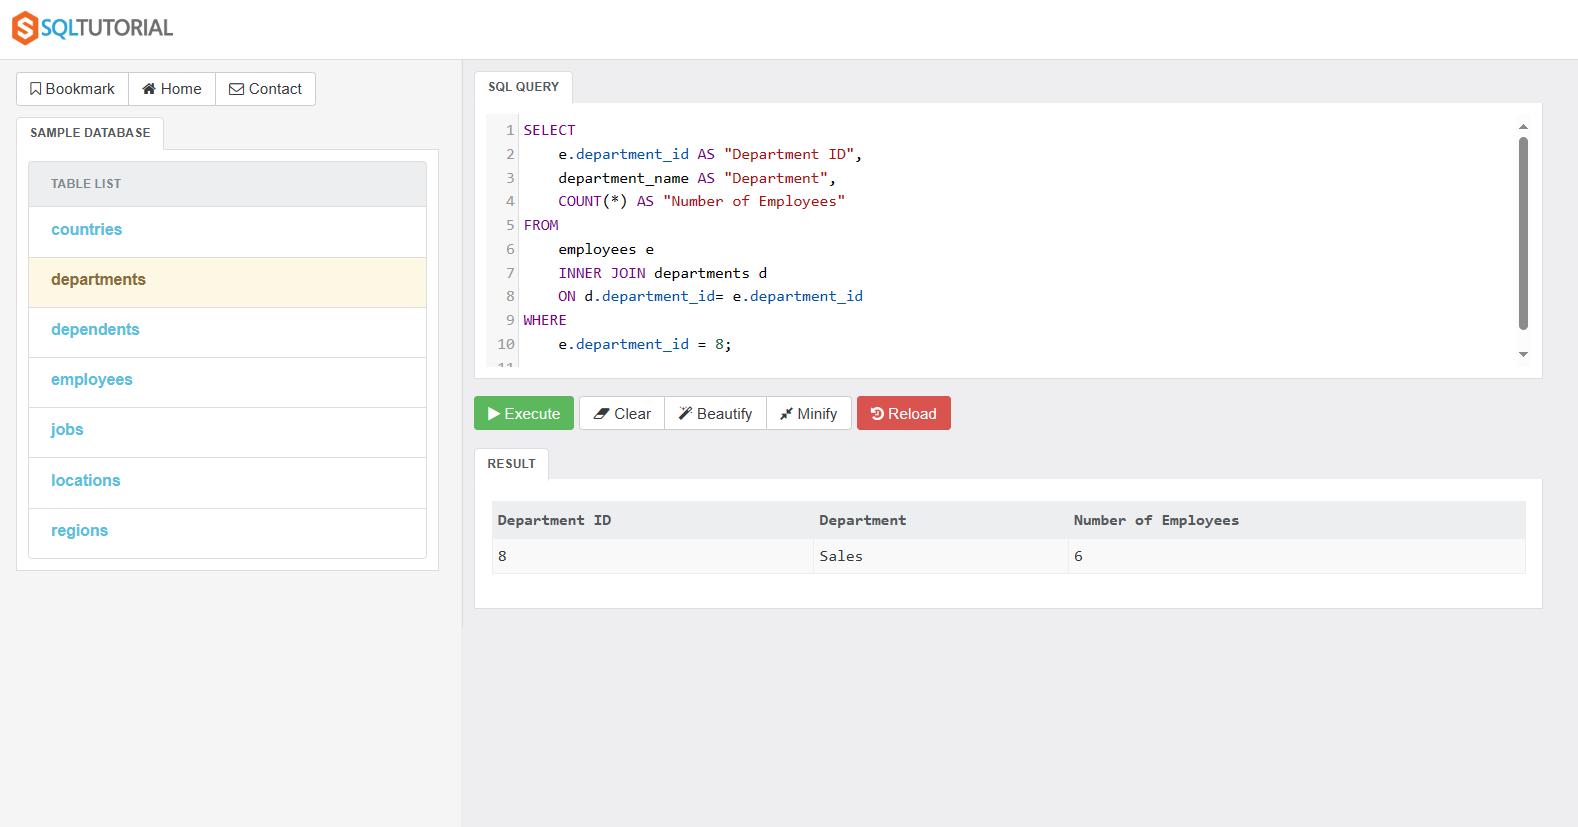 SQLTUTORIAL
Bookmark Home Contact
SAMPLE DATABASE
TABLE LIST
countries
departments
dependents
employees
jobs
locations
regions
SQL QUERY
1 SELECT
2 e.department_id AS "Department ID",
3 department_name AS "Department",
4 COUNT(*) AS "Number of Employees"
5 FROM
6 employees e
7 INNER JOIN departments d
8 ON d.department_id= e.department_id
9 WHERE
10 e.department_id = 8;
11
Execute Clear Beautify Minify Reload
RESULT
Department ID Department Number of Employees
8 Sales 6